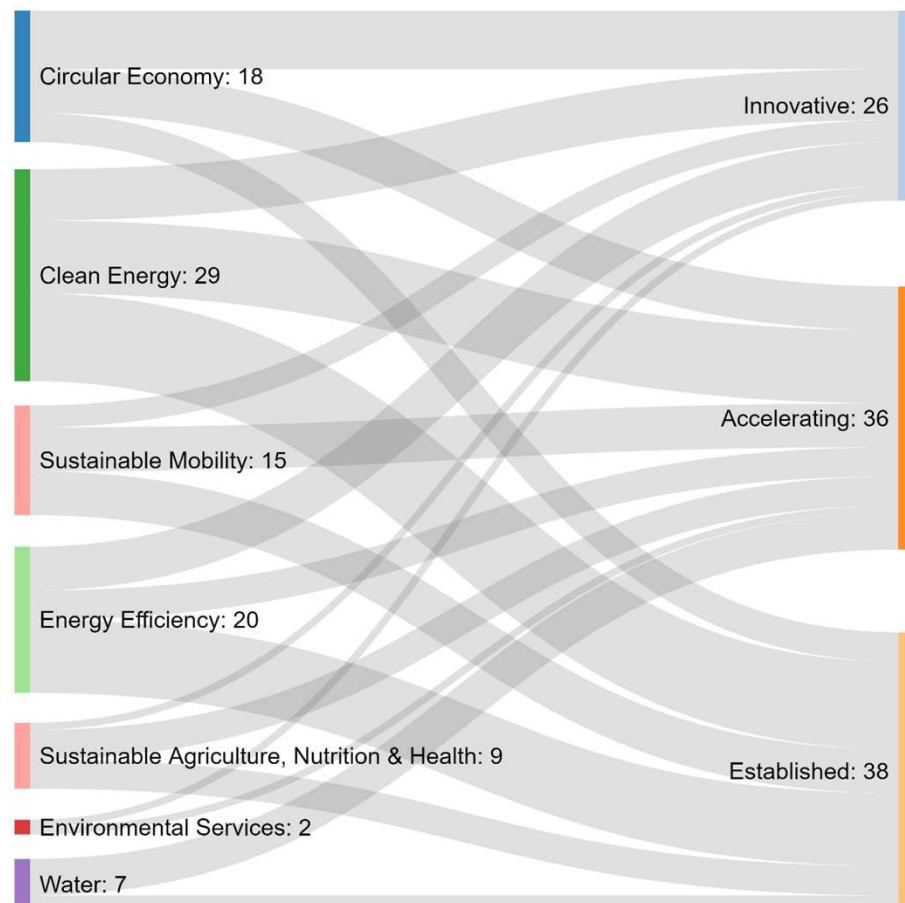 Circular Economy: 18
Innovative: 26
Clean Energy: 29
Accelerating: 36
Sustainable Mobility: 15
Energy Efficiency: 20
Sustainable Agriculture, Nutrition & Health: 9
Established: 38
Environmental Services: 2
Water: 7